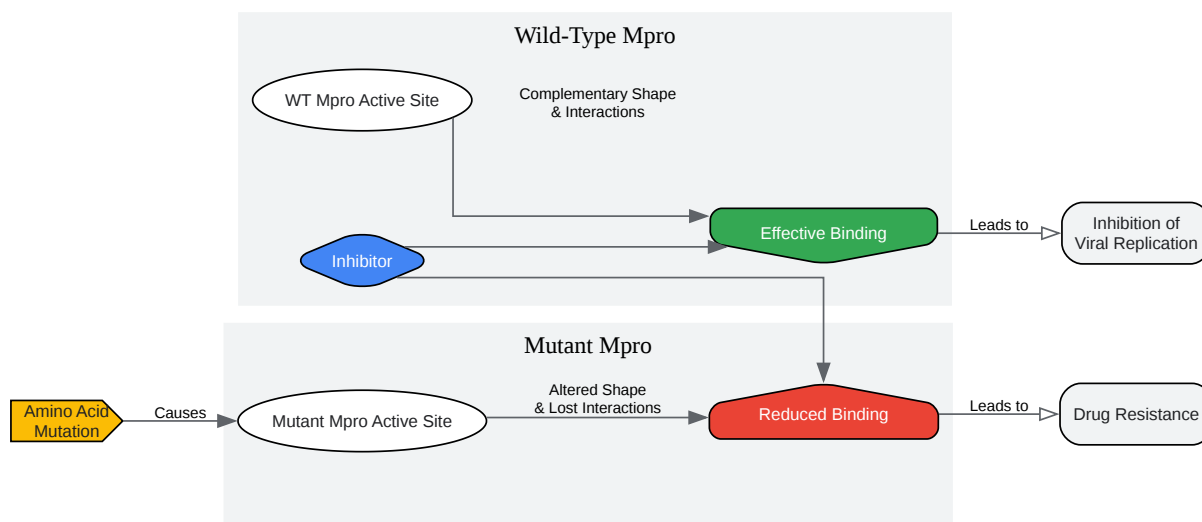 Wild-Type Mpro
WT Mpro Active Site
Complementary Shape
& Interactions
Effective Binding
Leads to
Inhibition of
Viral Replication
Inhibitor
Mutant Mpro
Amino Acid
Mutation
Causes
Mutant Mpro Active Site
Altered Shape
& Lost Interactions
Reduced Binding
Leads to
Drug Resistance